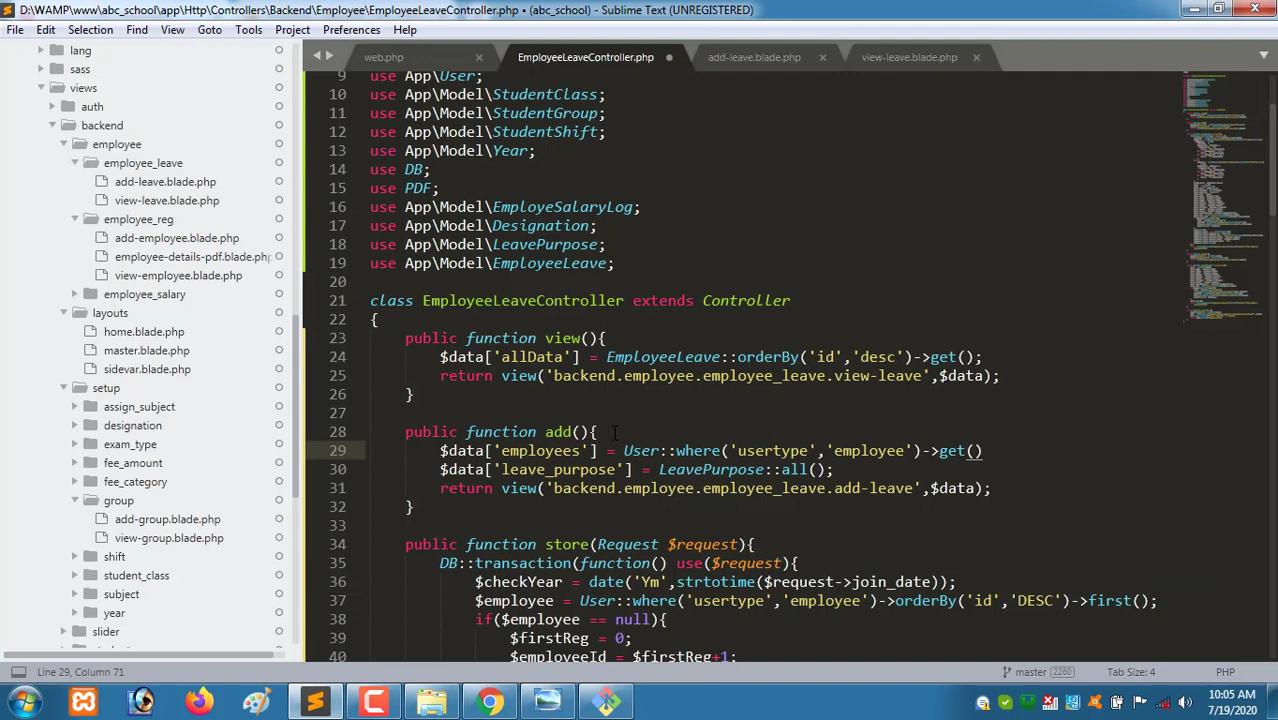 D:\WAMP\www\abc_school\app\Http\Controllers\Backend\Employee\EmployeeLeaveController.php • (abc_school) - Sublime Text (UNREGISTERED)
File Edit Selection Find View Goto Tools Project Preferences Help
web.php EmployeeLeaveController.php add-leave.blade.php view-leave.blade.php
lang
sass
views
auth
backend
employee
employee_leave
add-leave.blade.php
view-leave.blade.php
employee_reg
add-employee.blade.php
employee-details-pdf.blade.php
view-employee.blade.php
employee_salary
layouts
home.blade.php
master.blade.php
sidevar.blade.php
setup
assign_subject
designation
exam_type
fee_amount
fee_category
group
add-group.blade.php
view-group.blade.php
shift
student_class
subject
year
slider
9 use App\User;
10 use App\Model\StudentClass;
11 use App\Model\StudentGroup;
12 use App\Model\StudentShift;
13 use App\Model\Year;
14 use DB;
15 use PDF;
16 use App\Model\EmployeSalaryLog;
17 use App\Model\Designation;
18 use App\Model\LeavePurpose;
19 use App\Model\EmployeeLeave;
20
21 class EmployeeLeaveController extends Controller
22 {
23 public function view(){
24 $data['allData'] = EmployeeLeave::orderBy('id','desc')->get();
25 return view('backend.employee.employee_leave.view-leave',$data);
26 }
27
28 public function add(){
29 $data['employees'] = User::where('usertype','employee')->get()
30 $data['leave_purpose'] = LeavePurpose::all();
31 return view('backend.employee.employee_leave.add-leave',$data);
32 }
33
34 public function store(Request $request){
35 DB::transaction(function() use($request){
36 $checkYear = date('Ym',strtotime($request->join_date));
37 $employee = User::where('usertype','employee')->orderBy('id','DESC')->first();
38 if($employee == null){
39 $firstReg = 0;
40 $employeeId = $firstReg+1;
Line 29, Column 71 master 2260 Tab Size: 4 PHP
10:05 AM
7/19/2020